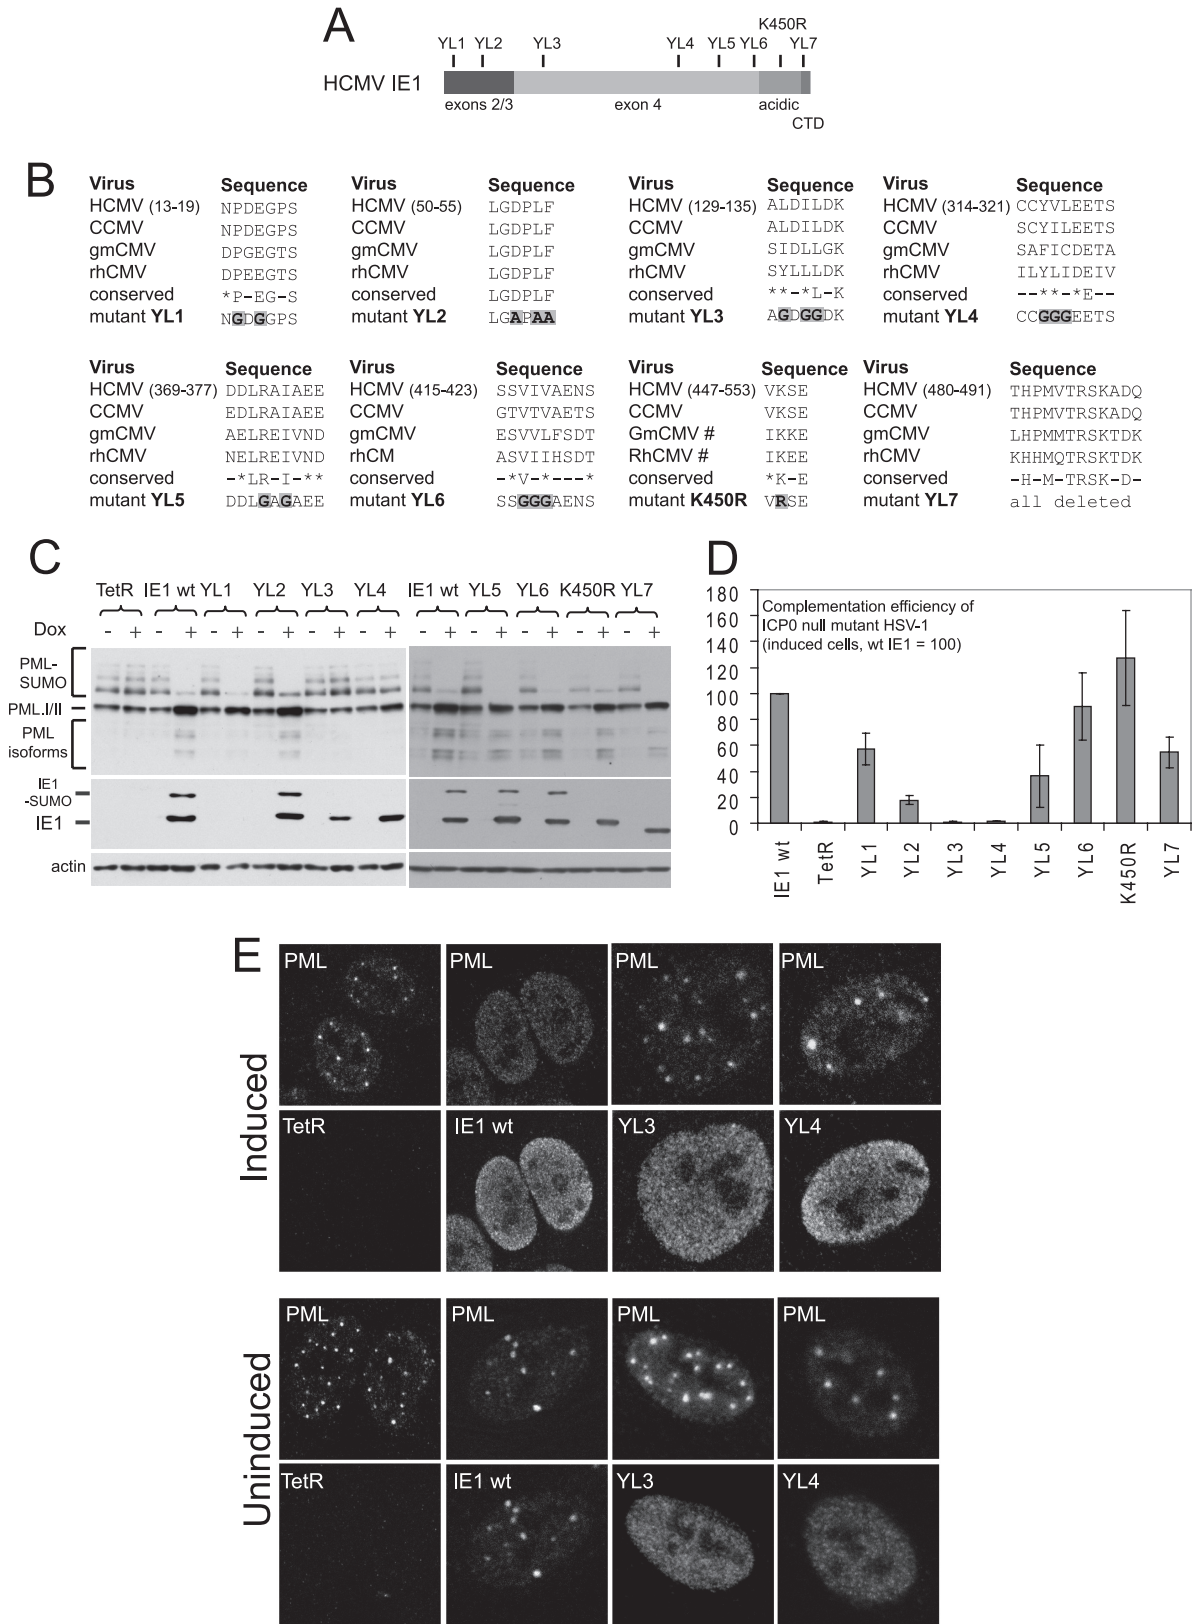 A
K450R
YL1 YL2 YL3 YL4 YL5 YL6 YL7
HCMV IE1
exons 2/3 exon 4 acidic
CTD
B
Virus Sequence
HCMV (13-19) NPDEGPS
CCMV NPDEGPS
gmCMV DPGEGTS
rhCMV DPEEGTS
conserved *P-EG-S
mutant YL1 NGDGGPS
Virus Sequence
HCMV (50-55) LGDPLF
CCMV LGDPLF
gmCMV LGDPLF
rhCMV LGDPLF
conserved LGDPLF
mutant YL2 LGAPAA
Virus Sequence
HCMV (129-135) ALDILDK
CCMV ALDILDK
gmCMV SIDLLGK
rhCMV SYLLLDK
conserved **-*L-K
mutant YL3 AGDGGDK
Virus Sequence
HCMV (314-321) CCYVLEETS
CCMV SCYILEETS
gmCMV SAFICDETA
rhCMV ILYLIDEIV
conserved --**-*E--
mutant YL4 CCGGGEETS
Virus Sequence
HCMV (369-377) DDLRAIAEE
CCMV EDLRAIAEE
gmCMV AELREIVND
rhCMV NELREIVND
conserved -*LR-I-**
mutant YL5 DDLGAGAEE
Virus Sequence
HCMV (415-423) SSVIVAENS
CCMV GTVTVAETS
gmCMV ESVVLFSDT
rhCM ASVIIHSDT
conserved -*V-*---*
mutant YL6 SSGGGAENS
Virus Sequence
HCMV (447-553) VKSE
CCMV VKSE
GmCMV # IKKE
RhCMV # IKEE
conserved *K-E
mutant K450R VRSE
Virus Sequence
HCMV (480-491) THPMVTRSKADQ
CCMV THPMVTRSKADQ
gmCMV LHPMMTRSKTDK
rhCMV KHHMQTRSKTDK
conserved -H-M-TRSK-D-
mutant YL7 all deleted
C
TetR IE1 wt YL1 YL2 YL3 YL4 IE1 wt YL5 YL6 K450R YL7
Dox - + - + - + - + - + - + - + - + - + - + - +
PML-
SUMO
PML.I/II
PML
isoforms
IE1
-SUMO
IE1
actin
D
Complementation efficiency of
ICP0 null mutant HSV-1
(induced cells, wt IE1 = 100)
180
160
140
120
100
80
60
40
20
0
IE1 wt
TetR
YL1
YL2
YL3
YL4
YL5
YL6
K450R
YL7
E
Induced
PML PML PML PML
TetR IE1 wt YL3 YL4
Uninduced
PML PML PML PML
TetR IE1 wt YL3 YL4